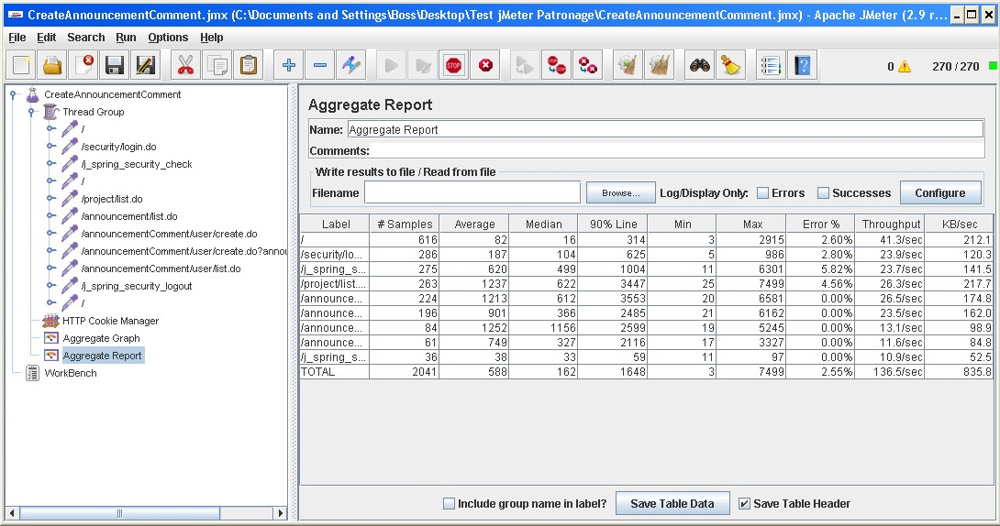 CreateAnnouncementComment.jmx (C:\Documents and Settings\Boss\Desktop\Test jMeter Patronage\CreateAnnouncementComment.jmx) - Apache JMeter (2.9 r...
File Edit Search Run Options Help
STOP 0 270 / 270
CreateAnnouncementComment
Thread Group
/
/security/login.do
/j_spring_security_check
/
/project/list.do
/announcement/list.do
/announcementComment/user/create.do
/announcementComment/user/create.do?annou
/announcementComment/user/list.do
/j_spring_security_logout
/
HTTP Cookie Manager
Aggregate Graph
Aggregate Report
WorkBench
Aggregate Report
Name: Aggregate Report
Comments:
Write results to file / Read from file
Filename Browse... Log/Display Only: Errors Successes Configure
Label # Samples Average Median 90% Line Min Max Error % Throughput KB/sec
/ 616 82 16 314 3 2915 2.60% 41.3/sec 212.1
/security/lo... 286 187 104 625 5 986 2.80% 23.9/sec 120.3
/j_spring_s... 275 620 499 1004 11 6301 5.82% 23.7/sec 141.5
/project/list.... 263 1237 622 3447 25 7499 4.56% 26.3/sec 217.7
/announce... 224 1213 612 3553 20 6581 0.00% 26.5/sec 174.8
/announce... 196 901 366 2485 21 6162 0.00% 23.5/sec 162.0
/announce... 84 1252 1156 2599 19 5245 0.00% 13.1/sec 98.9
/announce... 61 749 327 2116 17 3327 0.00% 11.6/sec 84.8
/j_spring_s... 36 38 33 59 11 97 0.00% 10.9/sec 52.5
TOTAL 2041 588 162 1648 3 7499 2.55% 136.5/sec 835.8
Include group name in label? Save Table Data Save Table Header